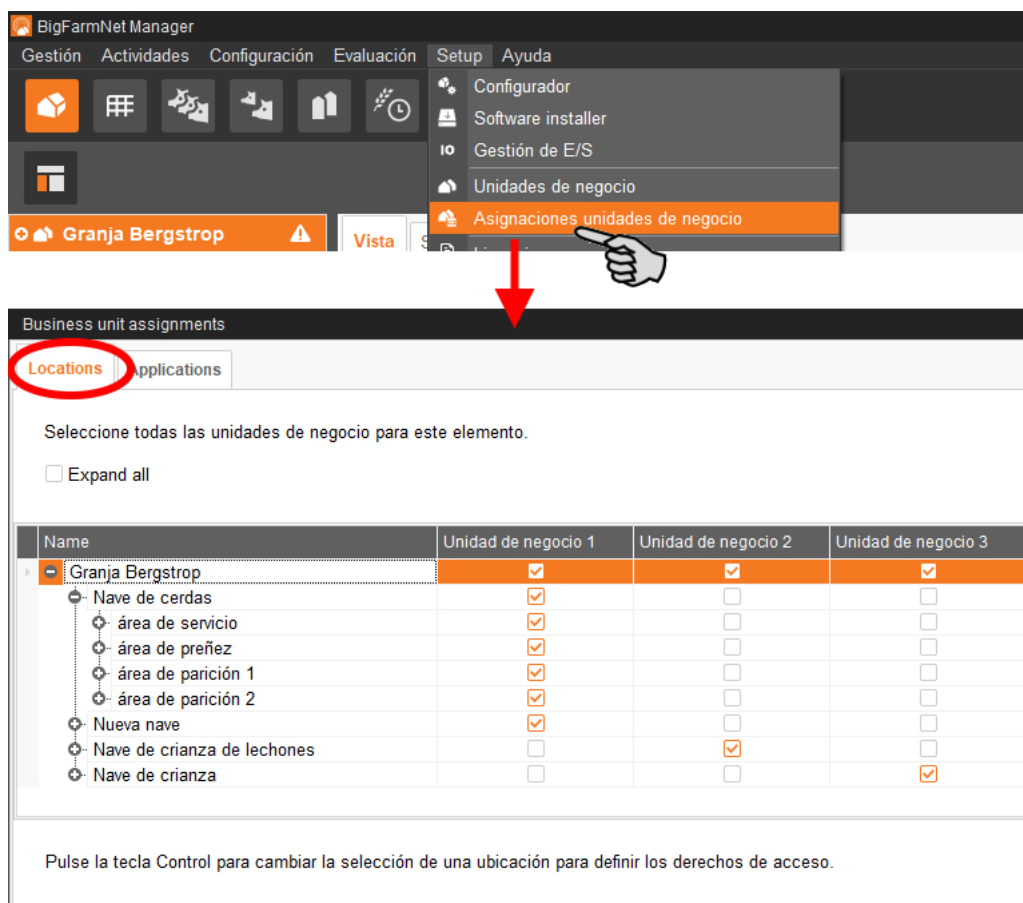 BigFarmNet Manager
Gestión Actividades Configuración Evaluación Setup Ayuda
Configurador
Software installer
IO Gestión de E/S
Unidades de negocio
Asignaciones unidades de negocio
Granja Bergstrop
Vista
Business unit assignments
Locations Applications
Seleccione todas las unidades de negocio para este elemento.
Expand all
Name Unidad de negocio 1 Unidad de negocio 2 Unidad de negocio 3
Granja Bergstrop
Nave de cerdas
área de servicio
área de preñez
área de parición 1
área de parición 2
Nueva nave
Nave de crianza de lechones
Nave de crianza
Pulse la tecla Control para cambiar la selección de una ubicación para definir los derechos de acceso.